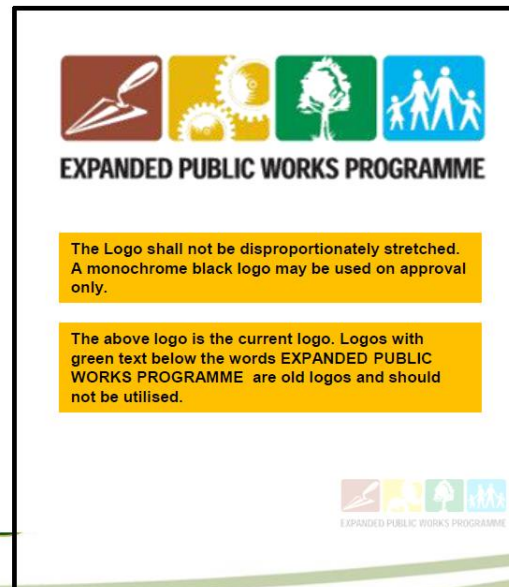 EXPANDED PUBLIC WORKS PROGRAMME
The Logo shall not be disproportionately stretched.
A monochrome black logo may be used on approval
only.
The above logo is the current logo. Logos with
green text below the words EXPANDED PUBLIC
WORKS PROGRAMME are old logos and should
not be utilised.
EXPANDED PUBLIC WORKS PROGRAMME